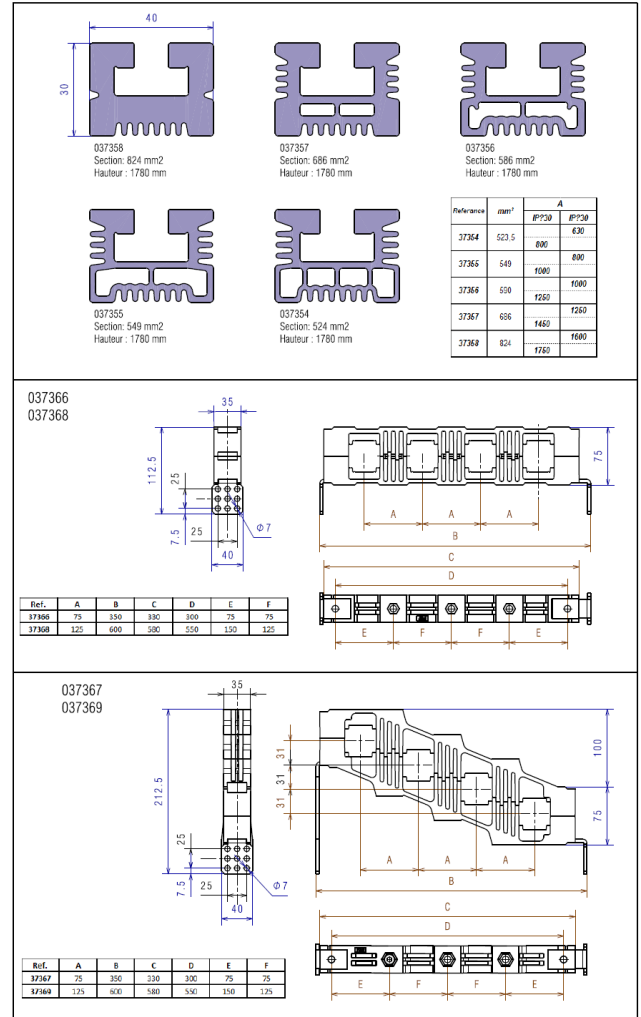 40
30
037358
Section: 824 mm2
Hauteur : 1780 mm
037357
Section: 686 mm2
Hauteur : 1780 mm
037356
Section: 586 mm2
Hauteur : 1780 mm
037355
Section: 549 mm2
Hauteur : 1780 mm
037354
Section: 524 mm2
Hauteur : 1780 mm
Referance mm² A
IP?30 IP?30
37354 523,5 630
800
37355 549 800
1000
37356 590 1000
1250
37357 686 1250
1450
37358 824 1600
1750
037366
037368
35
112.5
25
7.5
25
40
Φ7
75
A A A
B
C
D
E F F E
Ref. A B C D E F
37366 75 350 330 300 75 75
37368 125 600 580 550 150 125
037367
037369
35
212.5
25
7.5
25
40
Φ7
31
31
31
100
75
A A A
B
C
D
E F F E
Ref. A B C D E F
37367 75 350 330 300 75 75
37369 125 600 580 550 150 125